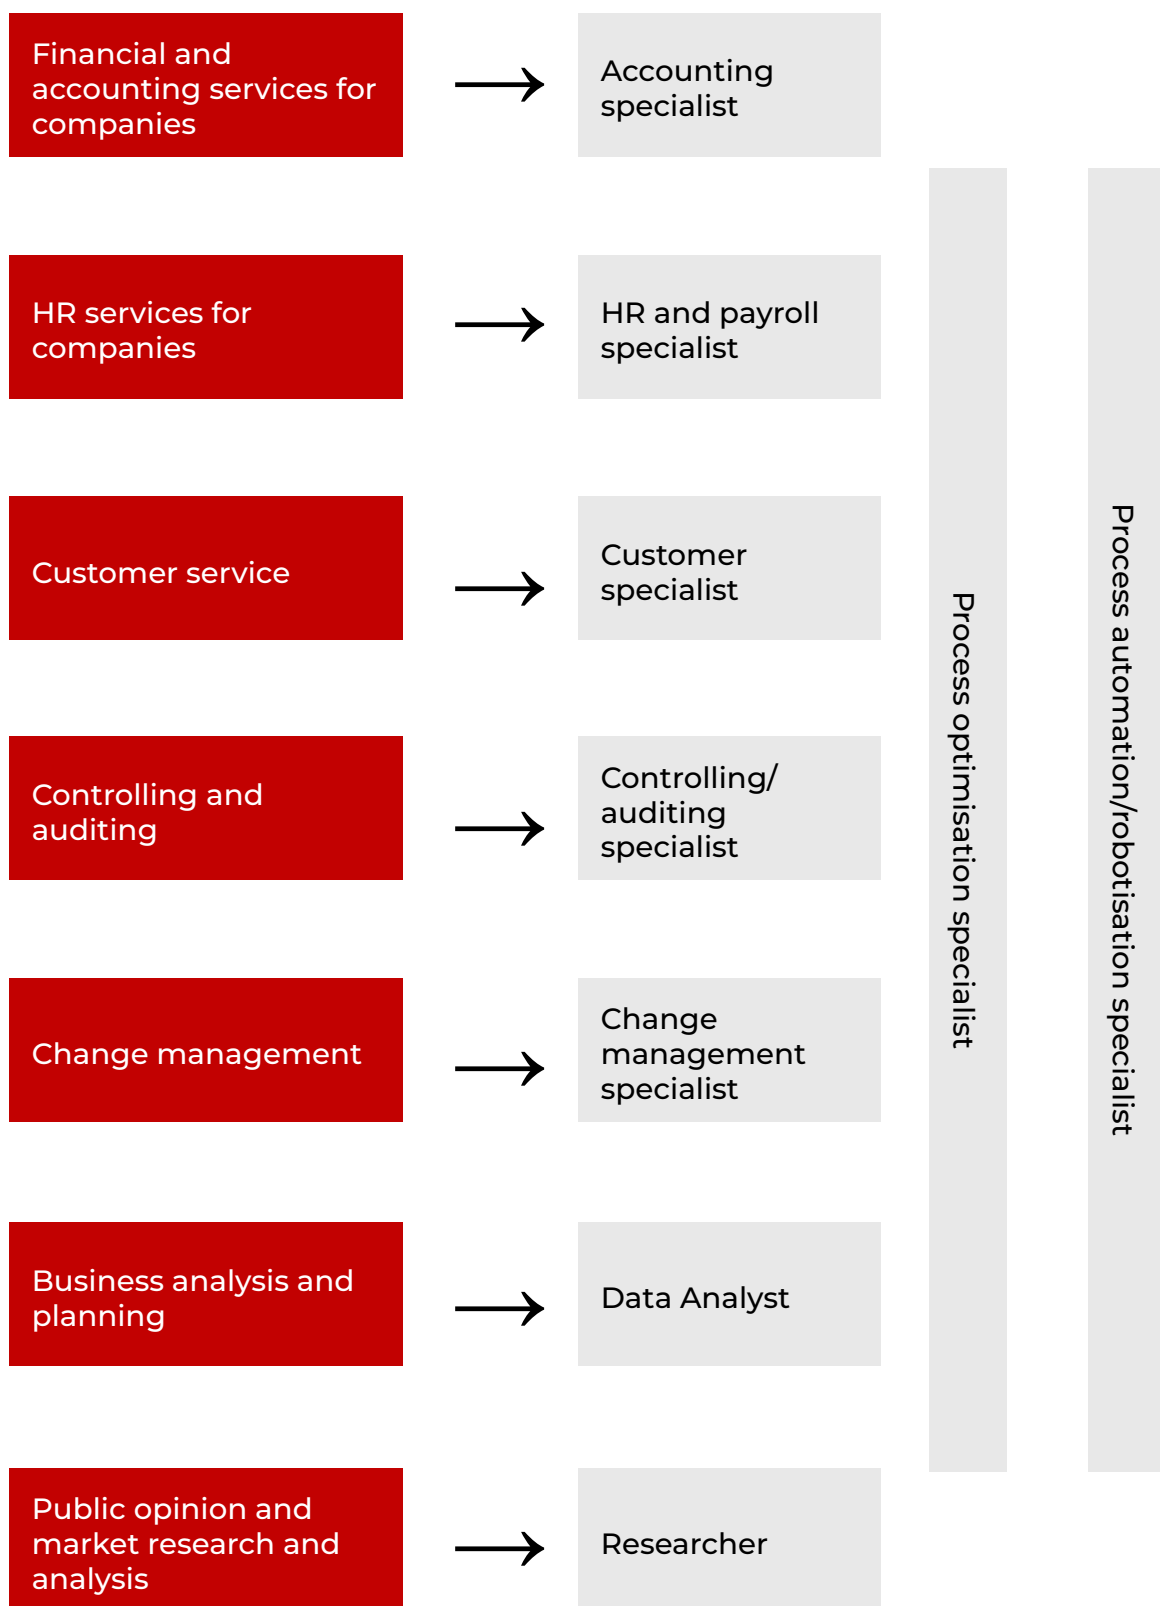 Financial and
accounting services for
companies
Accounting
specialist
HR services for
companies
HR and payroll
specialist
Customer service
Customer
specialist
Controlling and
auditing
Controlling/
auditing
specialist
Change management
Change
management
specialist
Business analysis and
planning
Data Analyst
Public opinion and
market research and
analysis
Researcher
Process optimisation specialist
Process automation/robotisation specialist